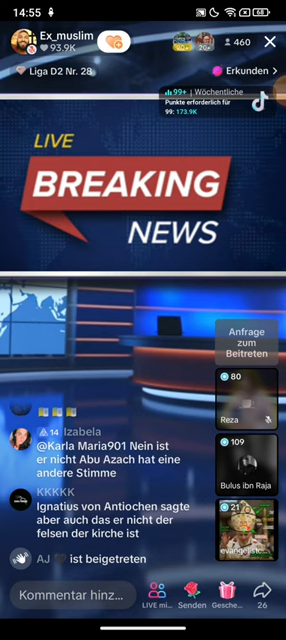 14:55
68
Ex_muslim
93.9K
460
Liga D2 Nr. 28
Erkunden >
99+ | Wöchentliche
Punkte erforderlich für
99: 173.9K
LIVE
BREAKING
NEWS
Anfrage
zum
Beitreten
80
Reza
109
Bulus ibn Raja
21
evangelistc...
14 Izabela
@Karla Maria901 Nein ist
er nicht Abu Azach hat eine
andere Stimme
KKKKK
Ignatius von Antiochen sagte
aber auch das er nicht der
felsen der kirche ist
AJ 🖤 ist beigetreten
Kommentar hinz...
LIVE mi...
Senden
Gesche...
26